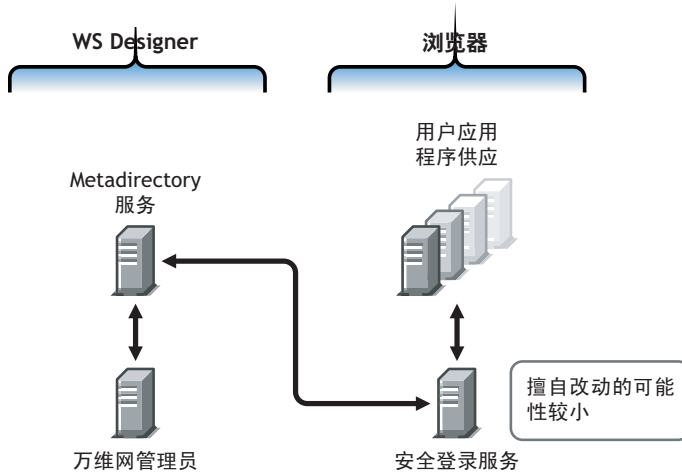 WS Designer
浏览器
用户应用
程序供应
Metadirectory
服务
擅自改动的可能
性较小
万维网管理员
安全登录服务